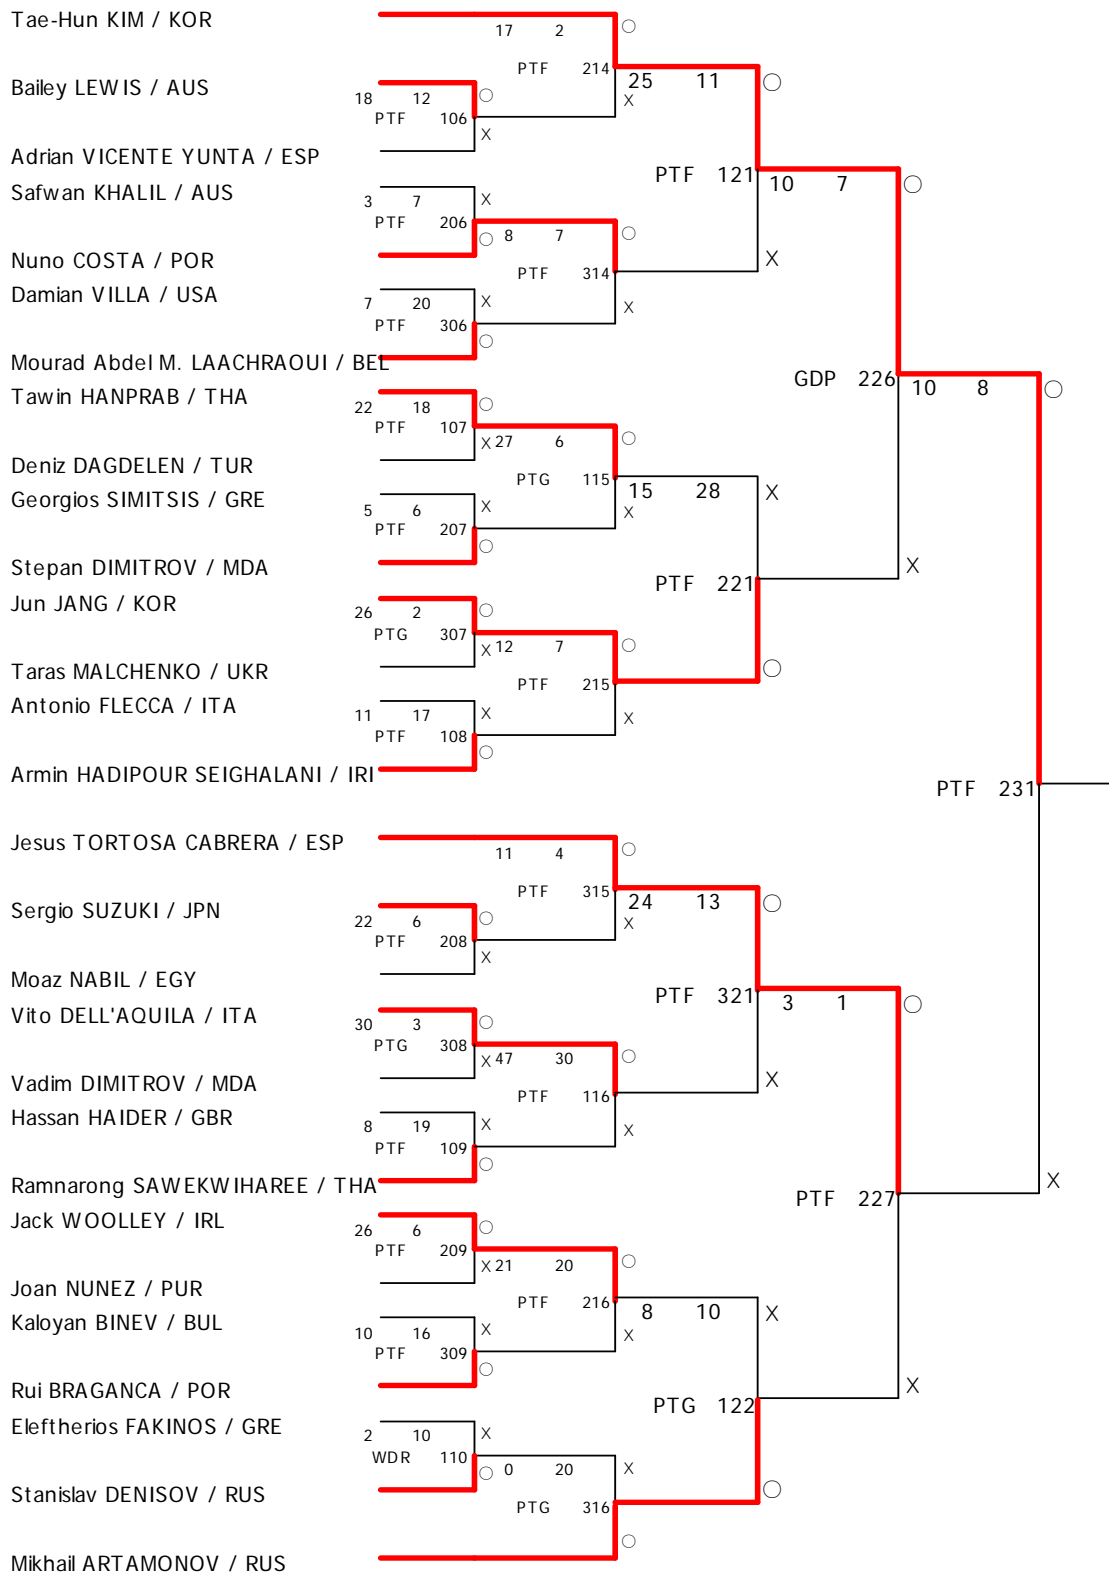 Tae-Hun KIM / KOR
17 2 ○
PTF 214 25 11 ○
Bailey LEWIS / AUS
18 12 ○ X
PTF 106
X
Adrian VICENTE YUNTA / ESP
PTF 121 10 7 ○
Safwan KHALIL / AUS
3 7 X
PTF 206
○ 8 7 ○
Nuno COSTA / POR
X
PTF 314
Damian VILLA / USA
7 20 X X
PTF 306
○
Mourad Abdel M. LAACHRAOUI / BEL
GDP 226 10 8 ○
Tawin HANPRAB / THA
22 18 ○
PTF 107
X 27 6 ○
Deniz DAGDELEN / TUR
PTG 115 15 28 X
Georgios SIMITSIS / GRE
5 6 X X
PTF 207
○
Stepan DIMITROV / MDA
X
PTF 221
Jun JANG / KOR
26 2 ○
PTG 307
X 12 7 ○
Taras MALCHENKO / UKR
○
PTF 215
Antonio FLECCA / ITA
11 17 X X
PTF 108
○
Armin HADIPOUR SEIGHALANI / IRI
PTF 231
Jesus TORTOSA CABRERA / ESP
11 4 ○
PTF 315 24 13 ○
Sergio SUZUKI / JPN
22 6 ○ X
PTF 208
X
Moaz NABIL / EGY
PTF 321 3 1 ○
Vito DELL'AQUILA / ITA
30 3 ○
PTG 308
X 47 30 ○
Vadim DIMITROV / MDA
X
PTF 116
Hassan HAIDER / GBR
8 19 X X
PTF 109
○
Ramnarong SAWEKWIHAREE / THA
X
PTF 227
Jack WOOLLEY / IRL
26 6 ○
PTF 209
X 21 20 ○
Joan NUNEZ / PUR
PTF 216 8 10 X
Kaloyan BINEV / BUL
10 16 X X
PTF 309
○
Rui BRAGANCA / POR
X
PTG 122
Eleftherios FAKINOS / GRE
2 10 X
WDR 110
○ 0 20 X
Stanislav DENISOV / RUS
○
PTG 316
○
Mikhail ARTAMONOV / RUS